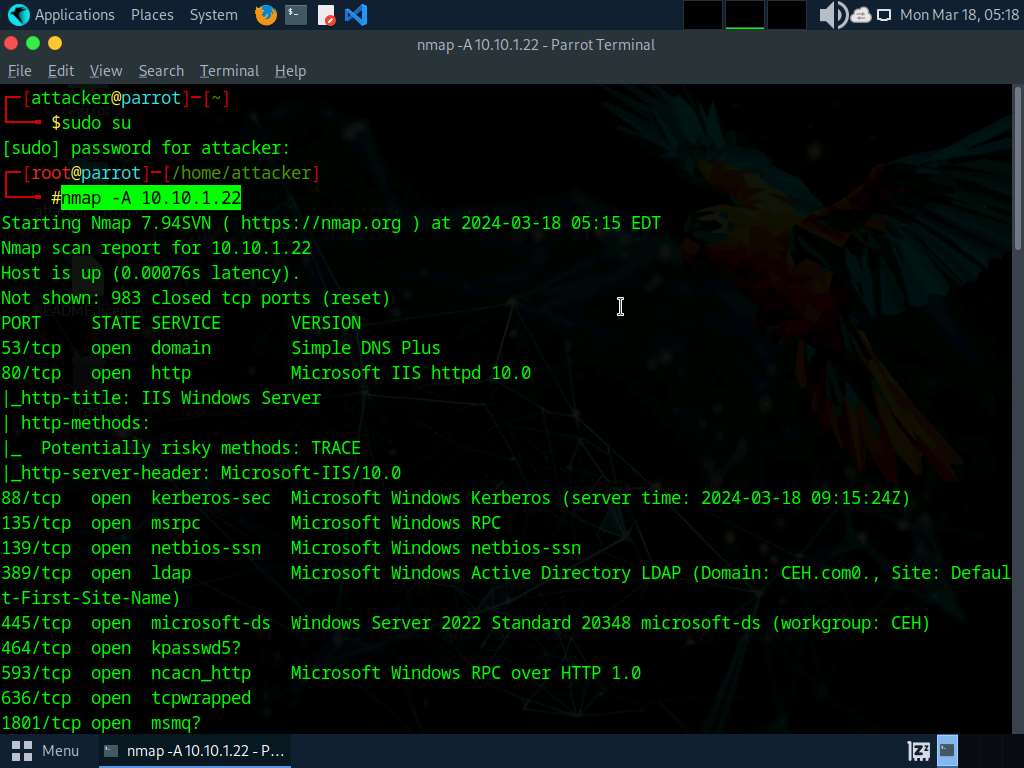 Applications Places System Mon Mar 18, 05:18
nmap -A 10.10.1.22 - Parrot Terminal
File Edit View Search Terminal Help
┌─[attacker@parrot]─[~]
└──╼ $sudo su
[sudo] password for attacker:
┌─[root@parrot]─[/home/attacker]
└──╼ #nmap -A 10.10.1.22
Starting Nmap 7.94SVN ( https://nmap.org ) at 2024-03-18 05:15 EDT
Nmap scan report for 10.10.1.22
Host is up (0.00076s latency).
Not shown: 983 closed tcp ports (reset)
PORT     STATE SERVICE       VERSION
53/tcp   open  domain        Simple DNS Plus
80/tcp   open  http          Microsoft IIS httpd 10.0
|_http-title: IIS Windows Server
| http-methods:
|_  Potentially risky methods: TRACE
|_http-server-header: Microsoft-IIS/10.0
88/tcp   open  kerberos-sec  Microsoft Windows Kerberos (server time: 2024-03-18 09:15:24Z)
135/tcp  open  msrpc         Microsoft Windows RPC
139/tcp  open  netbios-ssn   Microsoft Windows netbios-ssn
389/tcp  open  ldap          Microsoft Windows Active Directory LDAP (Domain: CEH.com0., Site: Defaul
t-First-Site-Name)
445/tcp  open  microsoft-ds  Windows Server 2022 Standard 20348 microsoft-ds (workgroup: CEH)
464/tcp  open  kpasswd5?
593/tcp  open  ncacn_http    Microsoft Windows RPC over HTTP 1.0
636/tcp  open  tcpwrapped
1801/tcp open  msmq?
Menu nmap -A 10.10.1.22 - P...